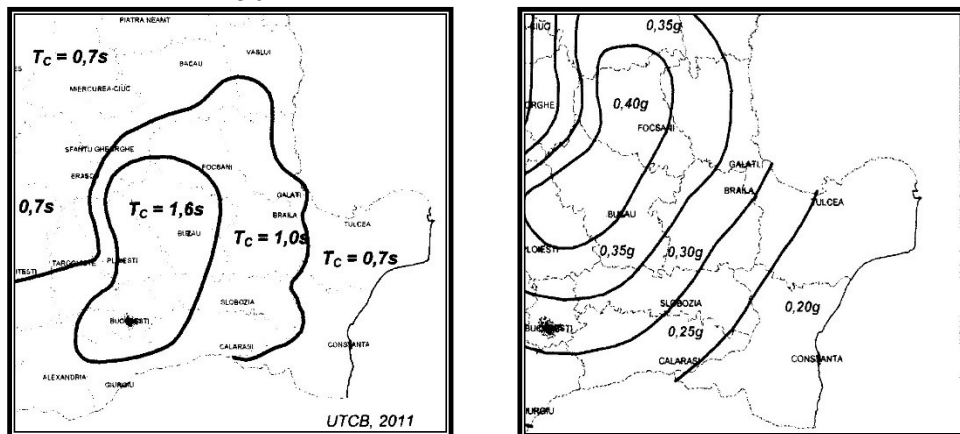 PIATRA NEAMT
T_C = 0,7s
VASLUI
BACAU
MIERCUREA-CIUC
SFANTU GHEORGHE
FOCSANI
0,7s
T_C = 1,6s
GALATI
BRAILA
BUZAU
T_C = 1,0s
TULCEA
T_C = 0,7s
PLOIESTI
SLOBOZIA
BUCURESTI
CALARASI
CONSTANTA
ALEXANDRIA
GIURGIU
UTCB, 2011
0,35g
0,40g
FOCSANI
GALATI
BRAILA
TULCEA
BUZAU
0,35g
0,30g
SLOBOZIA
0,20g
0,25g
CALARASI
CONSTANTA